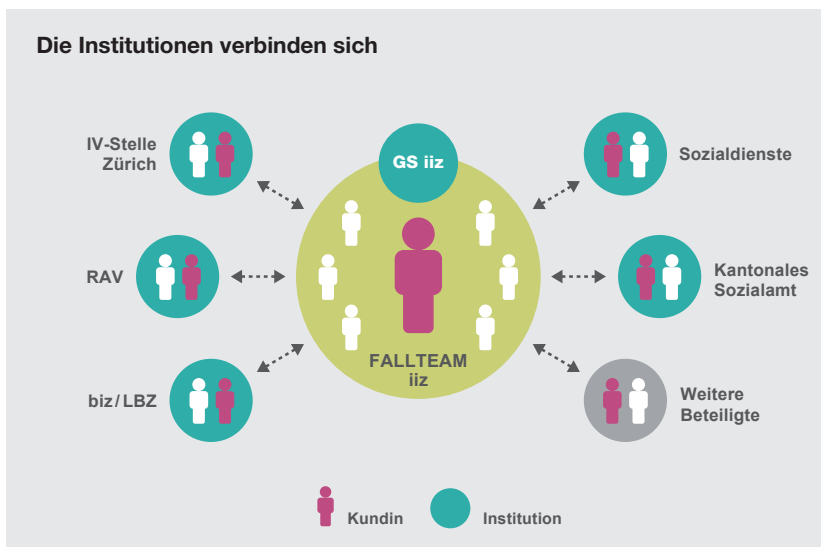 Die Institutionen verbinden sich
IV-Stelle
Zürich
GS iiz
Sozialdienste
RAV
Kantonales
Sozialamt
FALLTEAM
iiz
biz/LBZ
Weitere
Beteiligte
Kundin
Institution